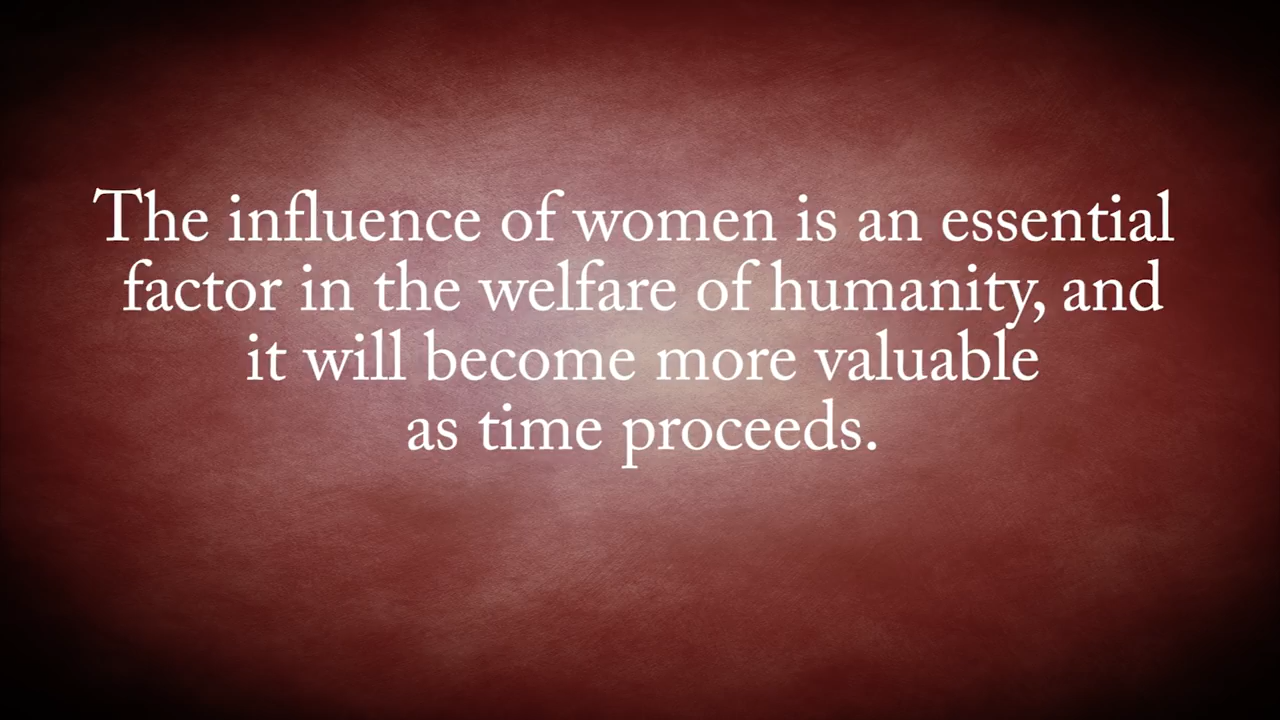 The influence of women is an essential
factor in the welfare of humanity, and
it will become more valuable
as time proceeds.